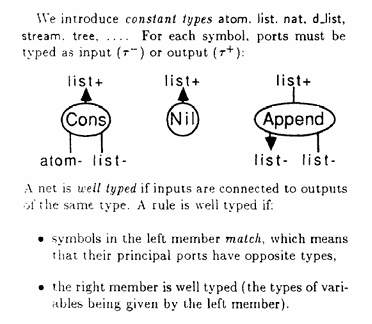 We introduce constant types atom, list, nat, d_list,
stream, tree, .... For each symbol, ports must be
typed as input (τ⁻) or output (τ⁺):
list+ list+ list+
Cons Nil Append
atom- list- list- list-
A net is well typed if inputs are connected to outputs
of the same type. A rule is well typed if:
• symbols in the left member match, which means
that their principal ports have opposite types,
• the right member is well typed (the types of vari-
ables being given by the left member).